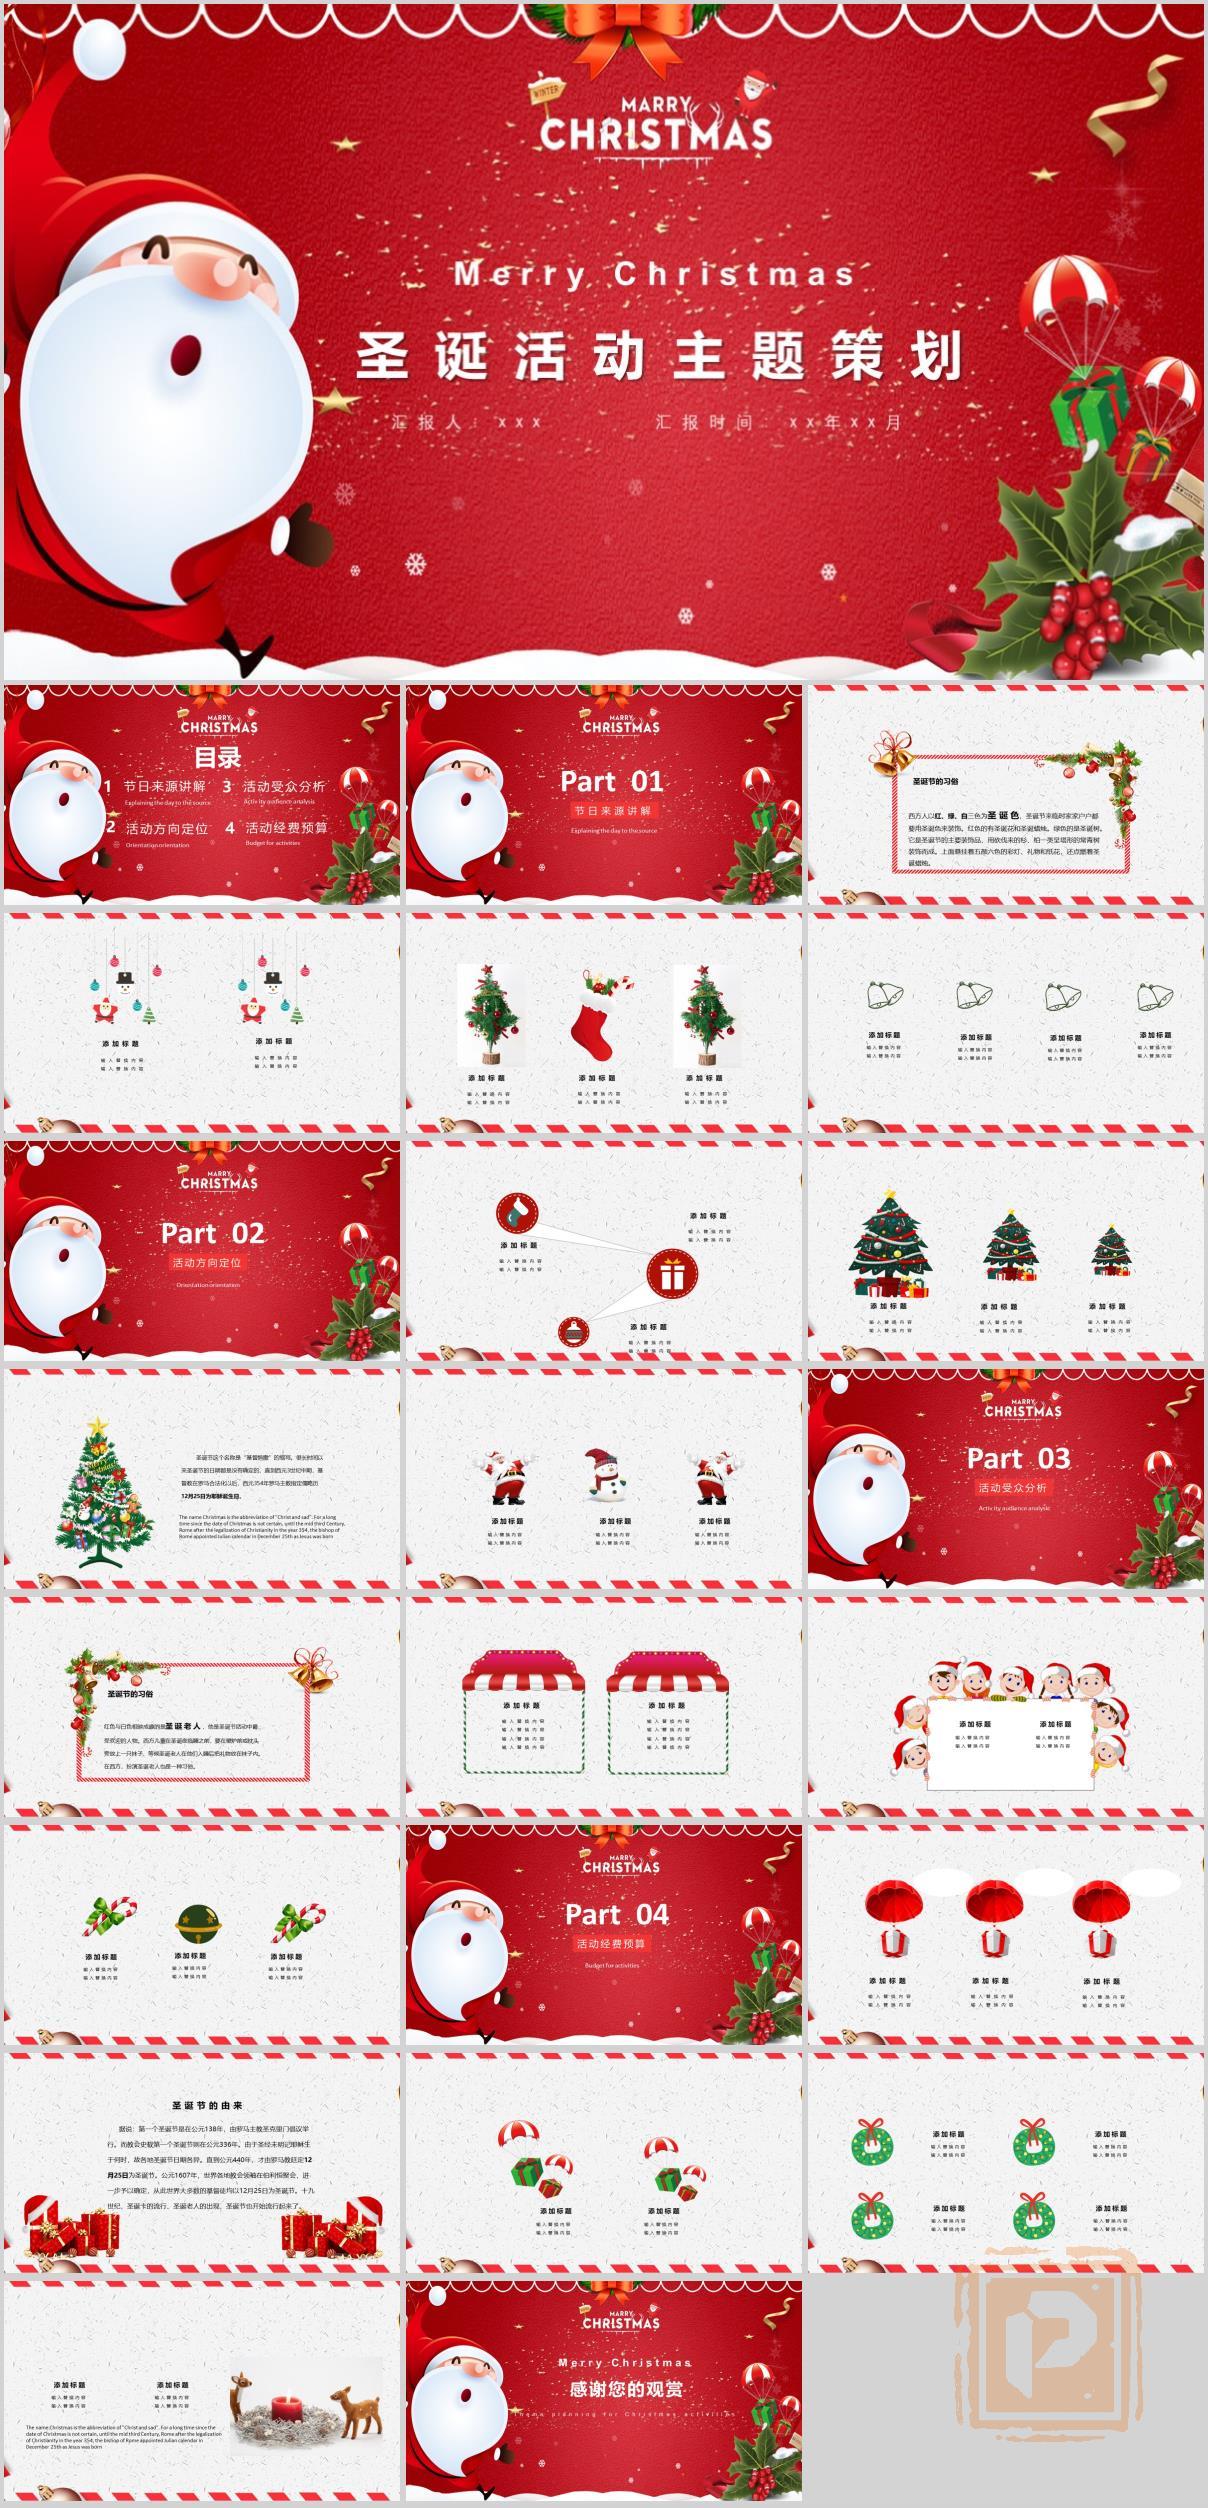 WINTER
MARRY
CHRISTMAS
Merry Christmas
圣诞活动主题策划
汇报人：xxx 汇报时间：xx年xx月
MARRY
CHRISTMAS
目录
1 节日来源讲解 3 活动受众分析
Explaining the day to the source Activity audience analysis
2 活动方向定位 4 活动经费预算
Orientation orientation Budget for activities
MARRY
CHRISTMAS
Part 01
节日来源讲解
Explaining the day to the source
圣诞节的习俗
西方人以红、绿、白三色为圣诞色，圣诞节来临时家家户户都
要用圣诞色来装饰。红色的有圣诞花和圣诞蜡烛。绿色的是圣诞树。
它是圣诞节的主要装饰品，用砍伐来的杉、柏一类呈塔形的常青树
装饰而成。上面悬挂着五颜六色的彩灯、礼物和纸花，还点燃着圣
诞蜡烛。
添加标题 添加标题
输入替换内容 输入替换内容
输入替换内容 输入替换内容
添加标题 添加标题 添加标题
输入替换内容 输入替换内容 输入替换内容
输入替换内容 输入替换内容 输入替换内容
添加标题 添加标题 添加标题 添加标题
输入替换内容 输入替换内容 输入替换内容 输入替换内容
输入替换内容 输入替换内容 输入替换内容 输入替换内容
MARRY
CHRISTMAS
Part 02
活动方向定位
Orientation orientation
添加标题
输入替换内容
输入替换内容
添加标题
输入替换内容
输入替换内容
添加标题
输入替换内容
输入替换内容
添加标题 添加标题 添加标题
输入替换内容 输入替换内容 输入替换内容
输入替换内容 输入替换内容 输入替换内容
圣诞节这个名称是“基督弥撒”的缩写。很长时间以
来圣诞节的日期都是没有确定的，直到西元3世纪中期，基
督教在罗马合法化以后，西元354年罗马主教指定儒略历
12月25日为耶稣诞生日。
The name Christmas is the abbreviation of "Christ and sad". For a long
time since the date of Christmas is not certain, until the mid third Century,
Rome after the legalization of Christianity in the year 354, the bishop of
Rome appointed Julian calendar in December 25th as Jesus was born
添加标题 添加标题 添加标题
输入替换内容 输入替换内容 输入替换内容
输入替换内容 输入替换内容 输入替换内容
MARRY
CHRISTMAS
Part 03
活动受众分析
Activity audience analysis
圣诞节的习俗
红色与白色相映成趣的是圣诞老人，他是圣诞节活动中最
受欢迎的人物。西方儿童在圣诞夜临睡之前，要在壁炉前或枕头
旁放上一只袜子，等候圣诞老人在他们入睡后把礼物放在袜子内。
在西方，扮演圣诞老人也是一种习俗。
添加标题 添加标题
输入替换内容 输入替换内容
输入替换内容 输入替换内容
输入替换内容 输入替换内容
输入替换内容 输入替换内容
添加标题 添加标题
输入替换内容 输入替换内容
输入替换内容 输入替换内容
添加标题 添加标题 添加标题
输入替换内容 输入替换内容 输入替换内容
输入替换内容 输入替换内容 输入替换内容
MARRY
CHRISTMAS
Part 04
活动经费预算
Budget for activities
添加标题 添加标题 添加标题
输入替换内容 输入替换内容 输入替换内容
输入替换内容 输入替换内容 输入替换内容
圣诞节的由来
据说：第一个圣诞节是在公元138年，由罗马主教圣克里门倡议举
行。而教会史载第一个圣诞节则在公元336年。由于圣经未明记耶稣生
于何时，故各地圣诞节日期各异。直到公元440年，才由罗马教廷定12
月25日为圣诞节。公元1607年，世界各地教会领袖在伯利恒聚会，进
一步予以确定，从此世界大多数的基督徒均以12月25日为圣诞节。十九
世纪，圣诞卡的流行、圣诞老人的出现，圣诞节也开始流行起来了。
添加标题 添加标题
输入替换内容 输入替换内容
输入替换内容 输入替换内容
添加标题 添加标题
输入替换内容 输入替换内容
输入替换内容 输入替换内容
添加标题 添加标题
输入替换内容 输入替换内容
输入替换内容 输入替换内容
添加标题 添加标题
输入替换内容 输入替换内容
输入替换内容 输入替换内容
The name Christmas is the abbreviation of "Christ and sad". For a long time since the
date of Christmas is not certain, until the mid third Century, Rome after the legalization
of Christianity in the year 354, the bishop of Rome appointed Julian calendar in
December 25th as Jesus was born
MARRY
CHRISTMAS
Merry Christmas
感谢您的观赏
planning for Christmas activities